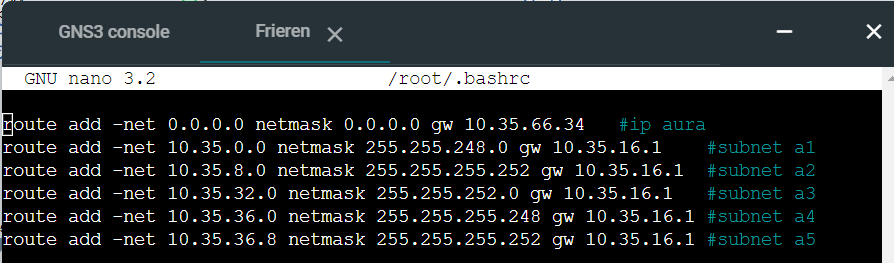 GNS3 console Frieren
GNU nano 3.2 /root/.bashrc
route add -net 0.0.0.0 netmask 0.0.0.0 gw 10.35.66.34 #ip aura
route add -net 10.35.0.0 netmask 255.255.248.0 gw 10.35.16.1 #subnet a1
route add -net 10.35.8.0 netmask 255.255.255.252 gw 10.35.16.1 #subnet a2
route add -net 10.35.32.0 netmask 255.255.252.0 gw 10.35.16.1 #subnet a3
route add -net 10.35.36.0 netmask 255.255.255.248 gw 10.35.16.1 #subnet a4
route add -net 10.35.36.8 netmask 255.255.255.252 gw 10.35.16.1 #subnet a5